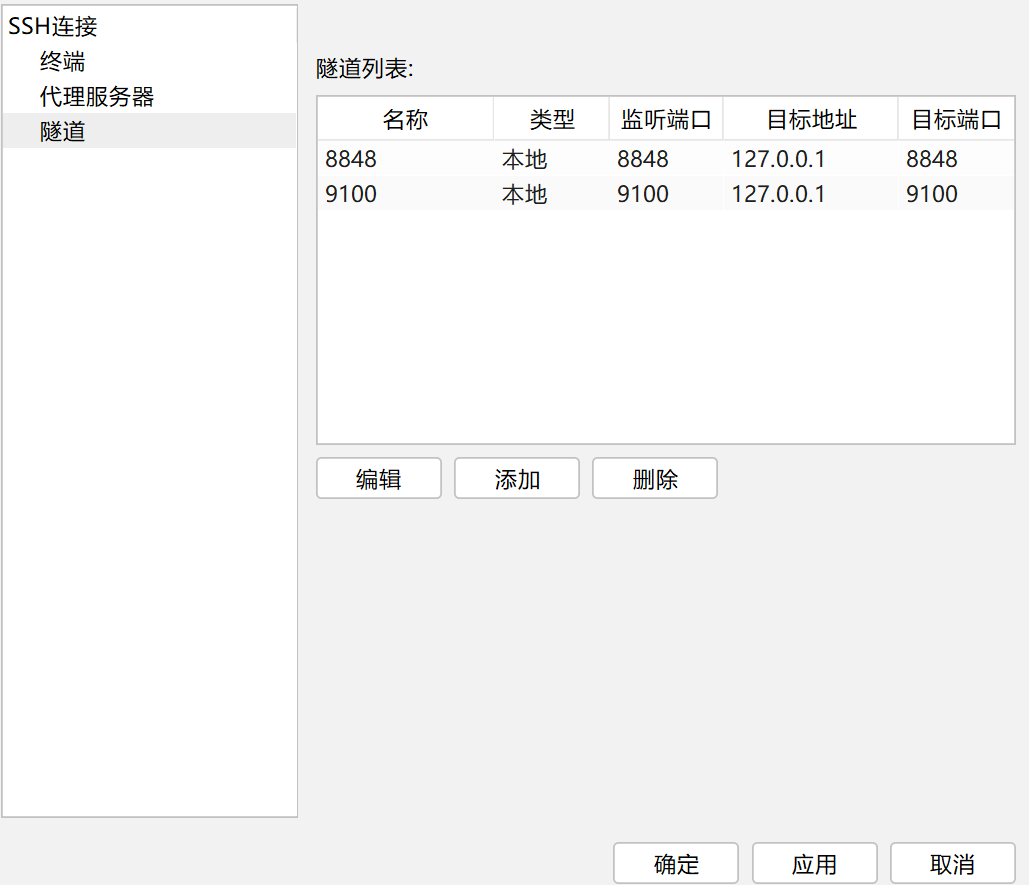 SSH连接
终端
代理服务器
隧道
隧道列表:
名称 类型 监听端口 目标地址 目标端口
8848 本地 8848 127.0.0.1 8848
9100 本地 9100 127.0.0.1 9100
编辑 添加 删除
确定 应用 取消